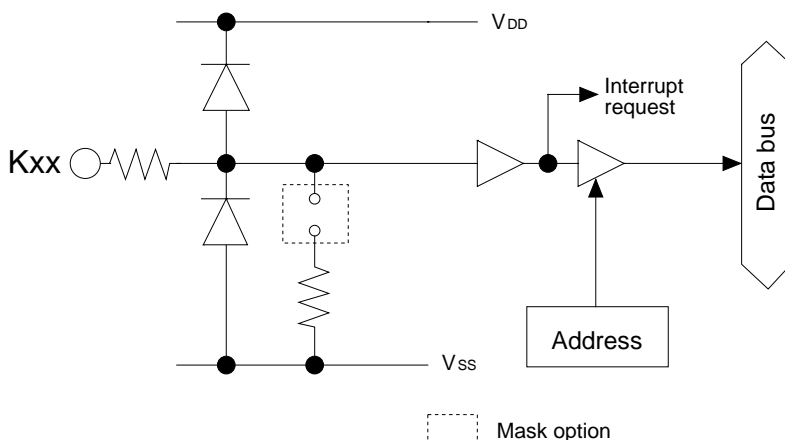 VDD
Interrupt
request
Kxx
Data bus
Address
VSS
Mask option